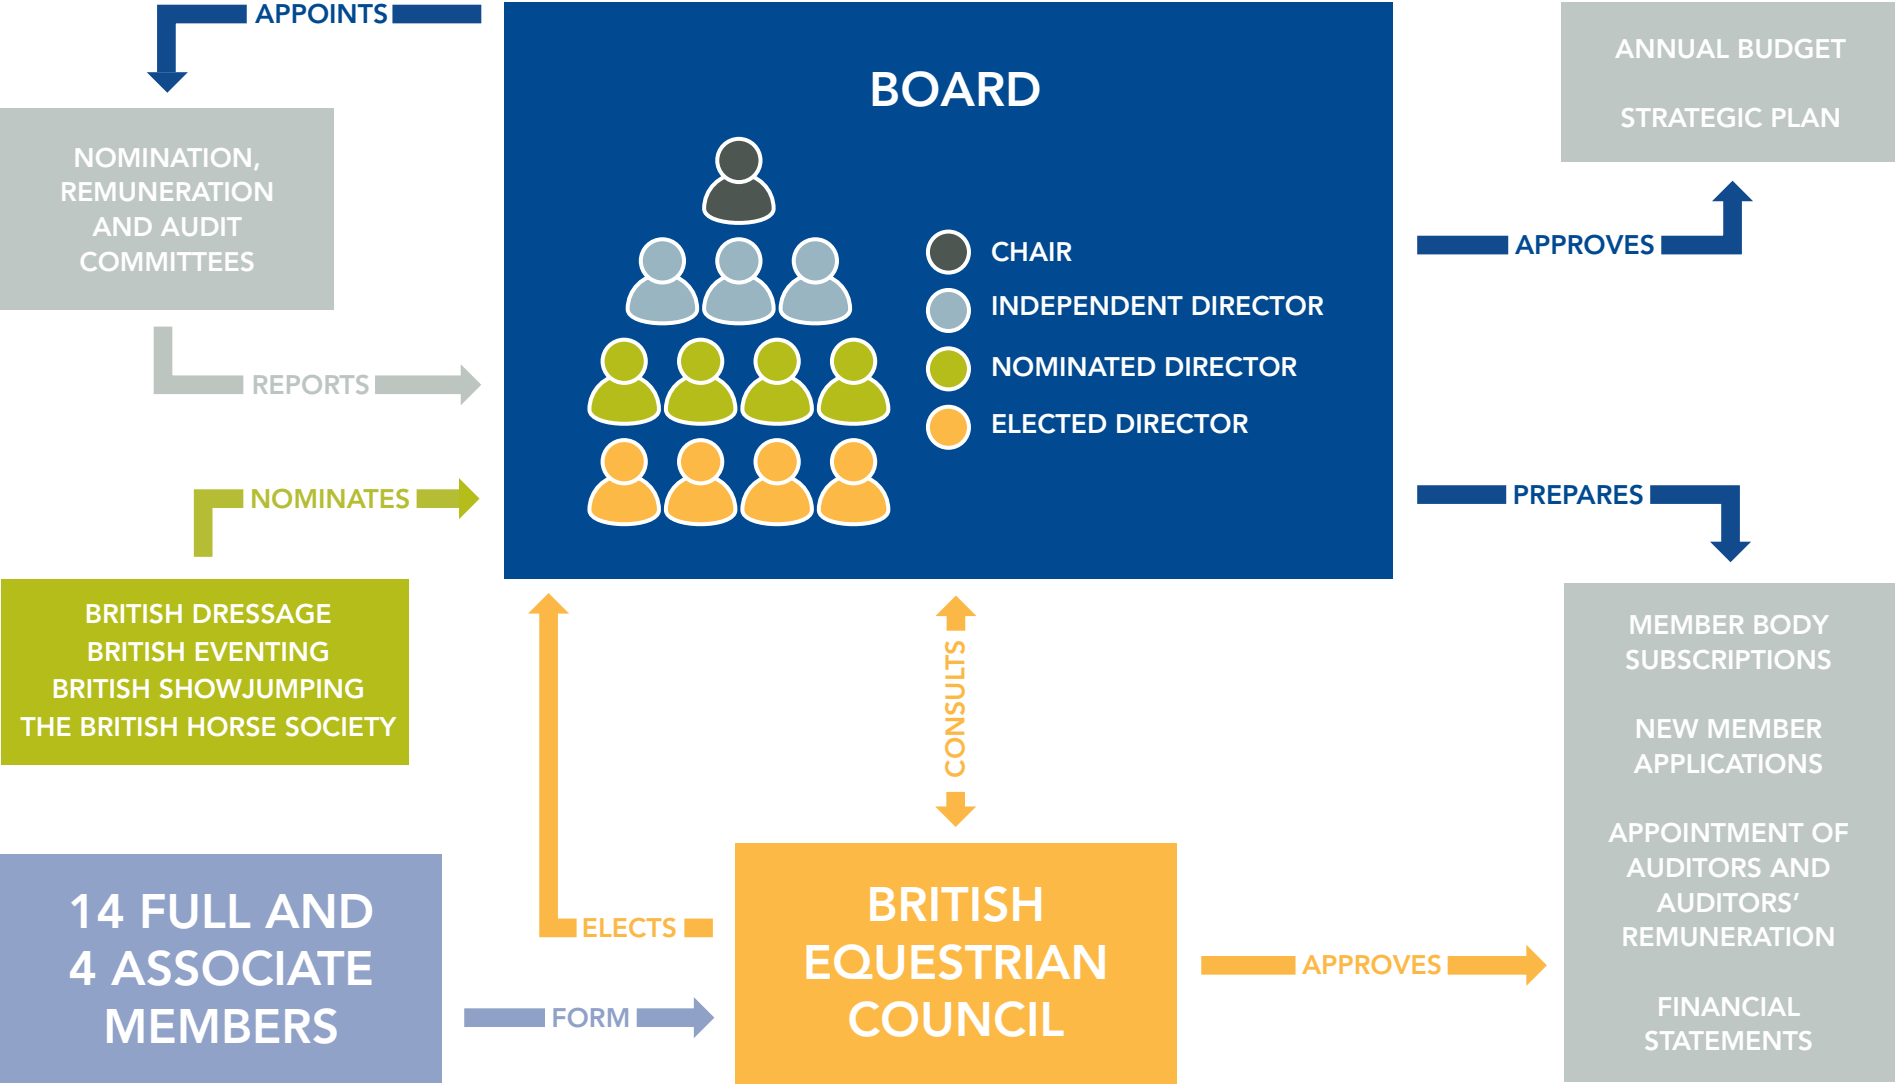 APPOINTS
BOARD
ANNUAL BUDGET
STRATEGIC PLAN
NOMINATION,
REMUNERATION
AND AUDIT
COMMITTEES
CHAIR
INDEPENDENT DIRECTOR
NOMINATED DIRECTOR
ELECTED DIRECTOR
APPROVES
REPORTS
NOMINATES
PREPARES
BRITISH DRESSAGE
BRITISH EVENTING
BRITISH SHOWJUMPING
THE BRITISH HORSE SOCIETY
CONSULTS
MEMBER BODY
SUBSCRIPTIONS
NEW MEMBER
APPLICATIONS
APPOINTMENT OF
AUDITORS AND
AUDITORS’
REMUNERATION
FINANCIAL
STATEMENTS
14 FULL AND
4 ASSOCIATE
MEMBERS
ELECTS
FORM
BRITISH
EQUESTRIAN
COUNCIL
APPROVES